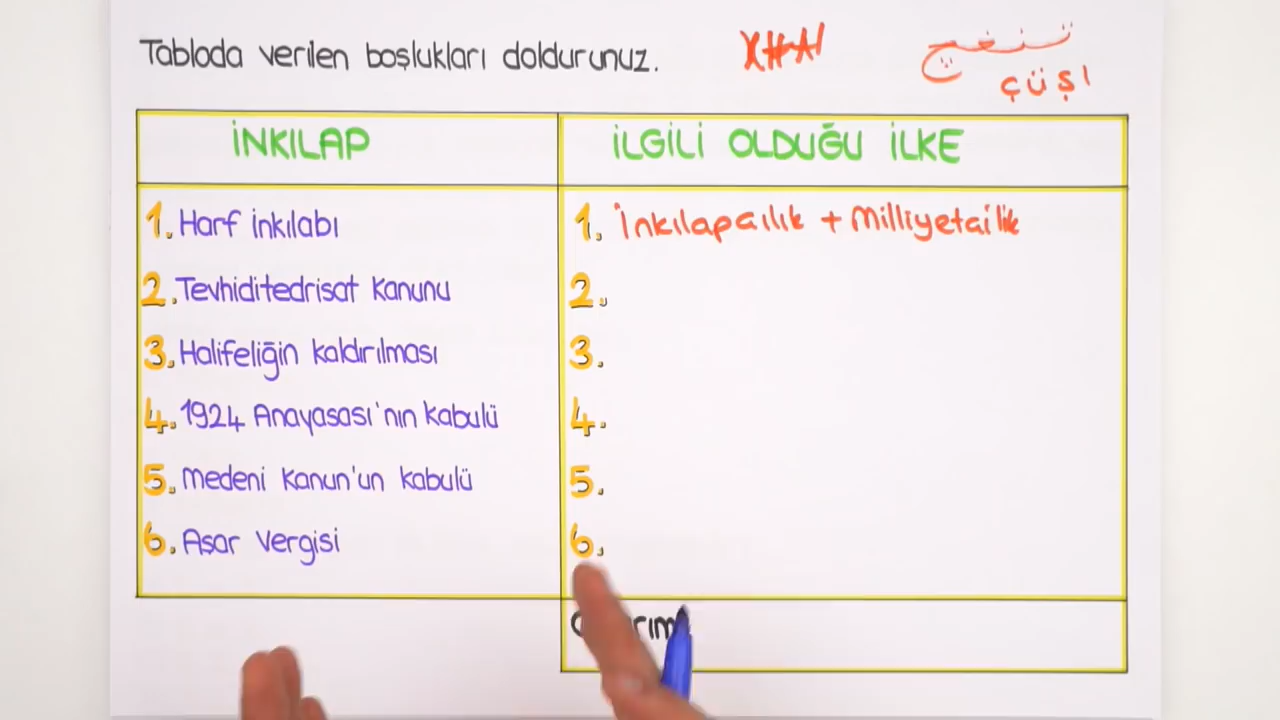 Tabloda verilen boşlukları doldurunuz.
çüşı
İNKILAP
İLGİLİ OLDUĞU İLKE
1. Harf inkılabı
1. İnkılapçılık + Milliyetçilik
2. Tevhiditedrisat Kanunu
2.
3. Halifeliğin kaldırılması
3.
4. 1924 Anayasası'nın kabulü
4.
5. Medeni Kanun'un kabulü
5.
6. Aşar Vergisi
6.